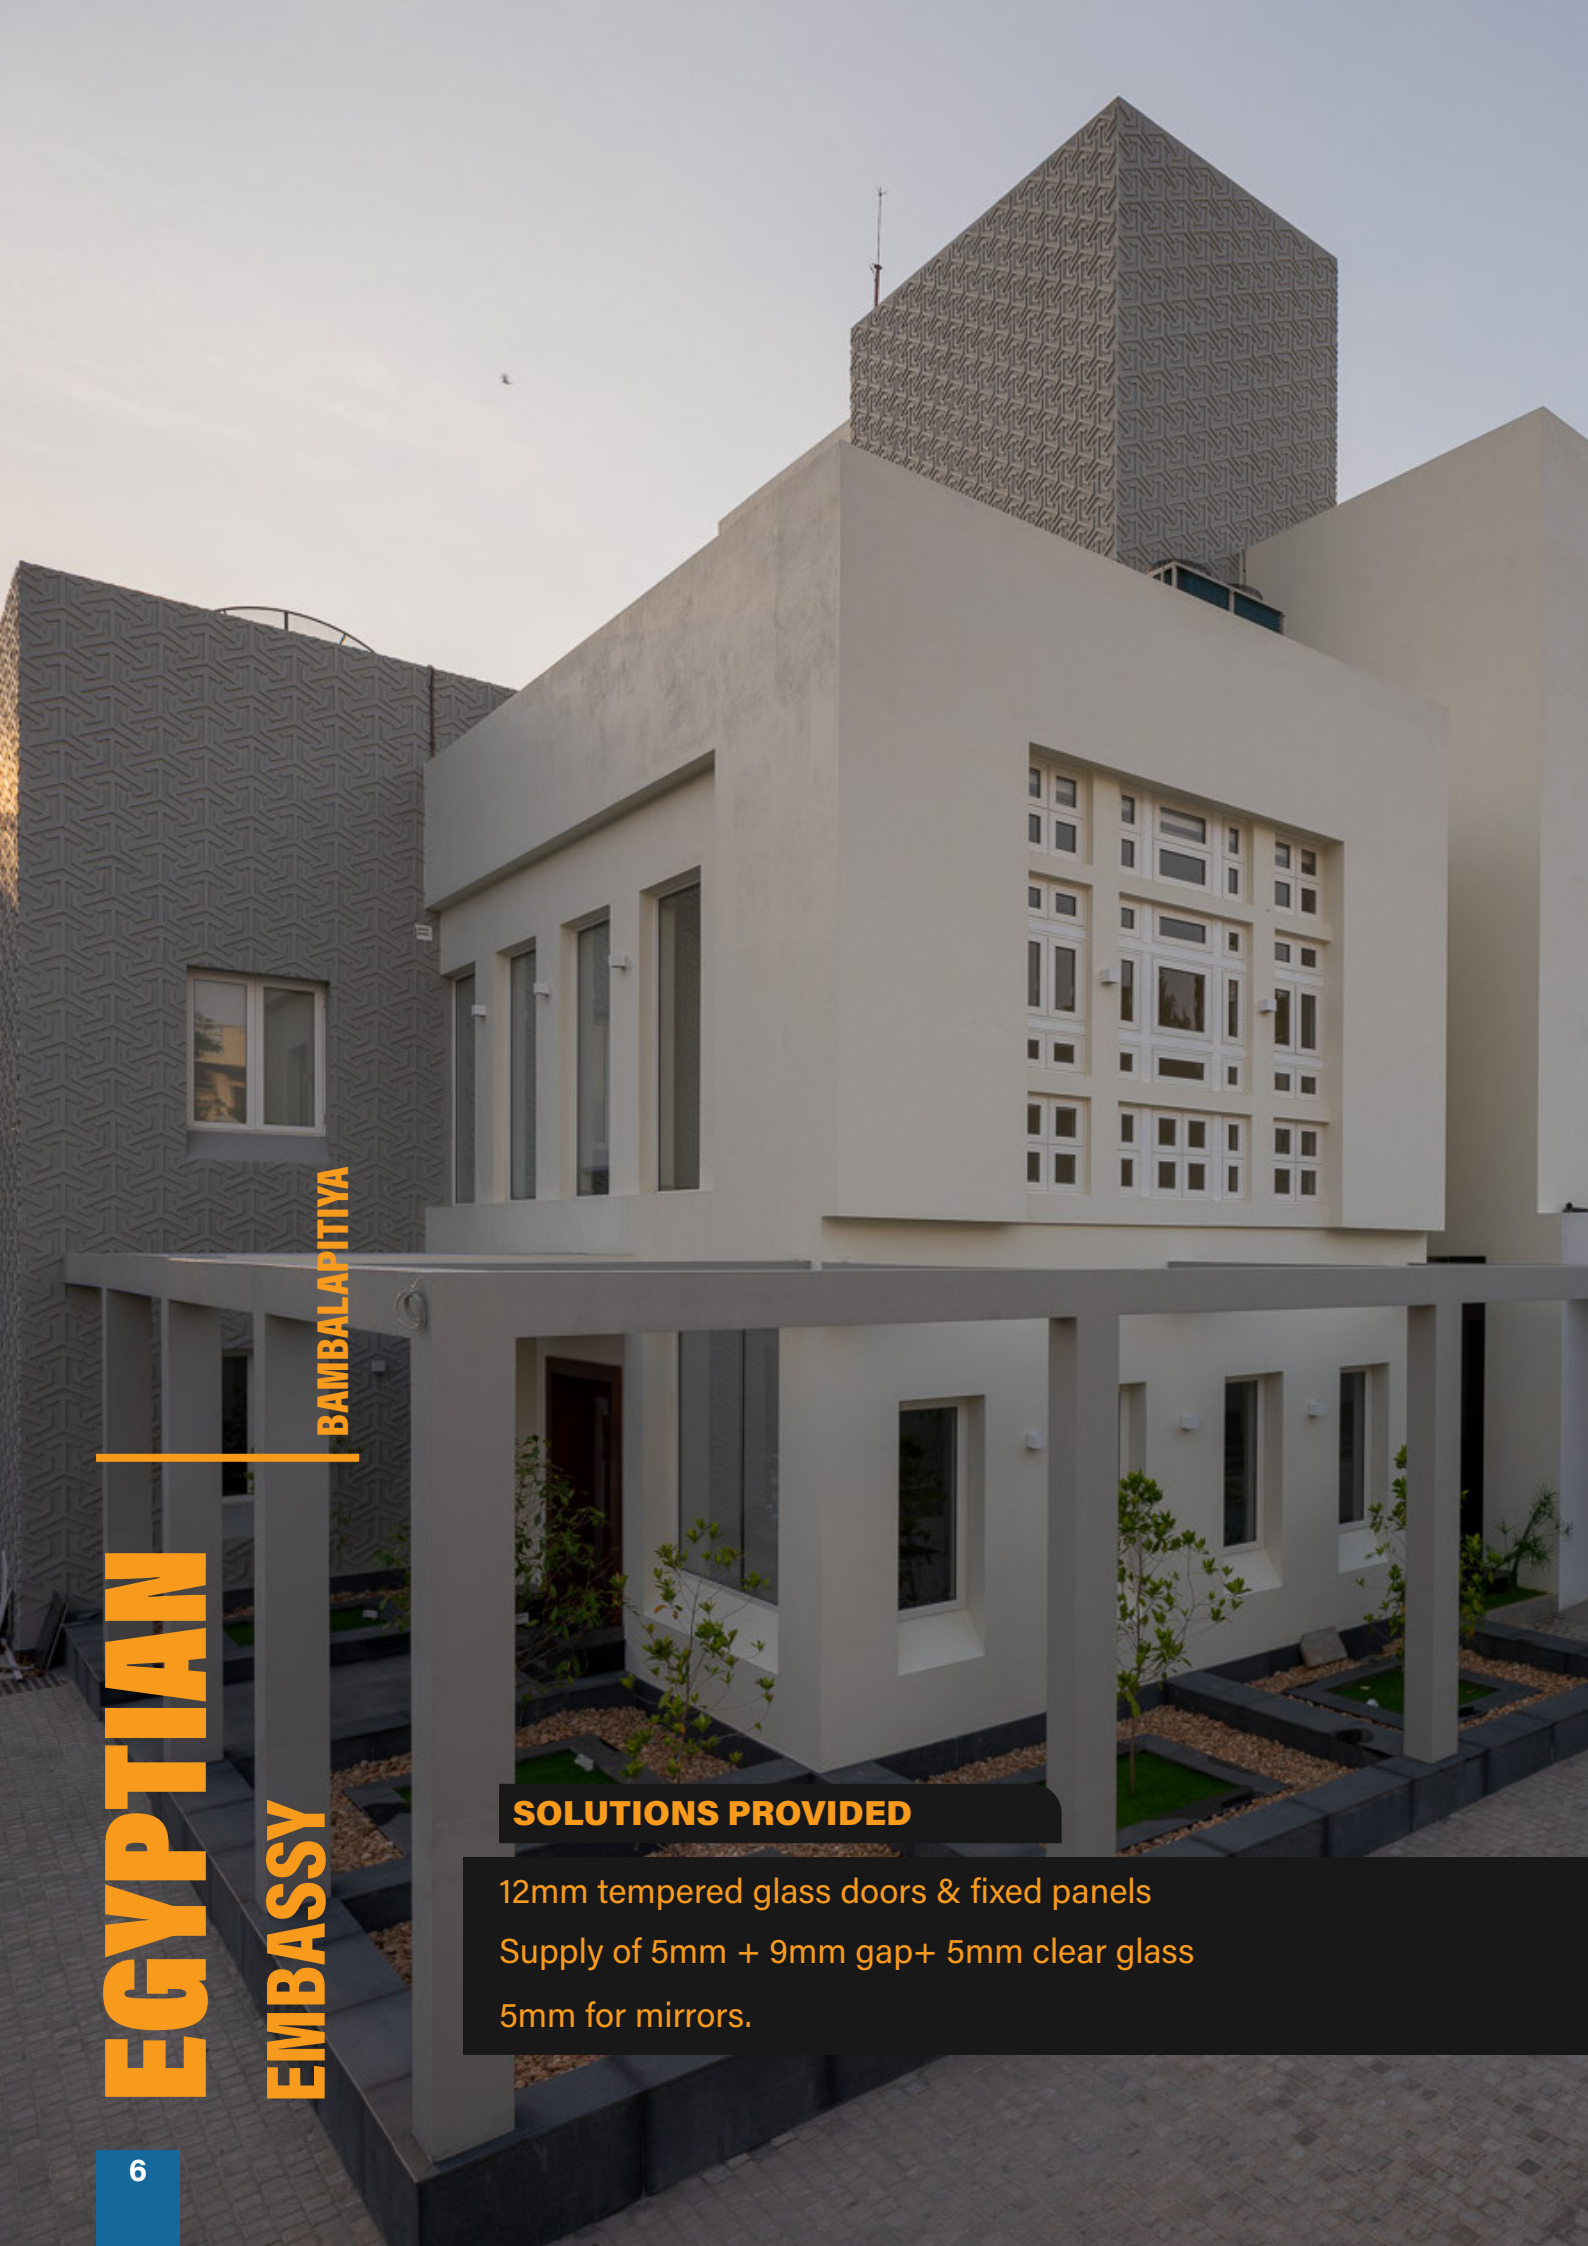 EGYPTIAN
EMBASSY
BAMBALAPITIYA
SOLUTIONS PROVIDED
12mm tempered glass doors & fixed panels
Supply of 5mm + 9mm gap+ 5mm clear glass
5mm for mirrors.
6